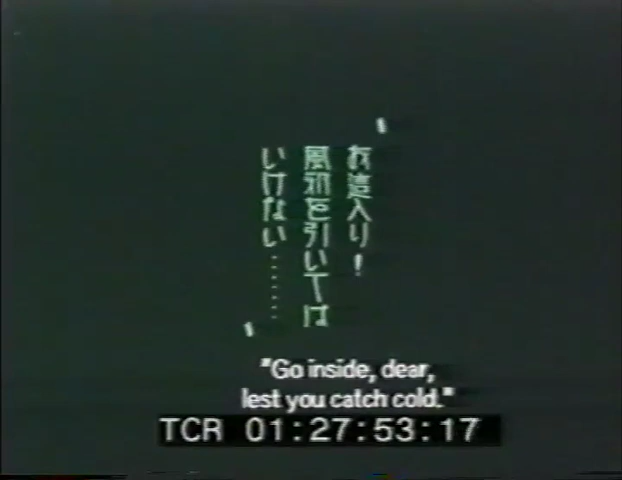 〝お這入り！
風邪を引いては
いけない……〟
"Go inside, dear,
lest you catch cold."
TCR 01:27:53:17